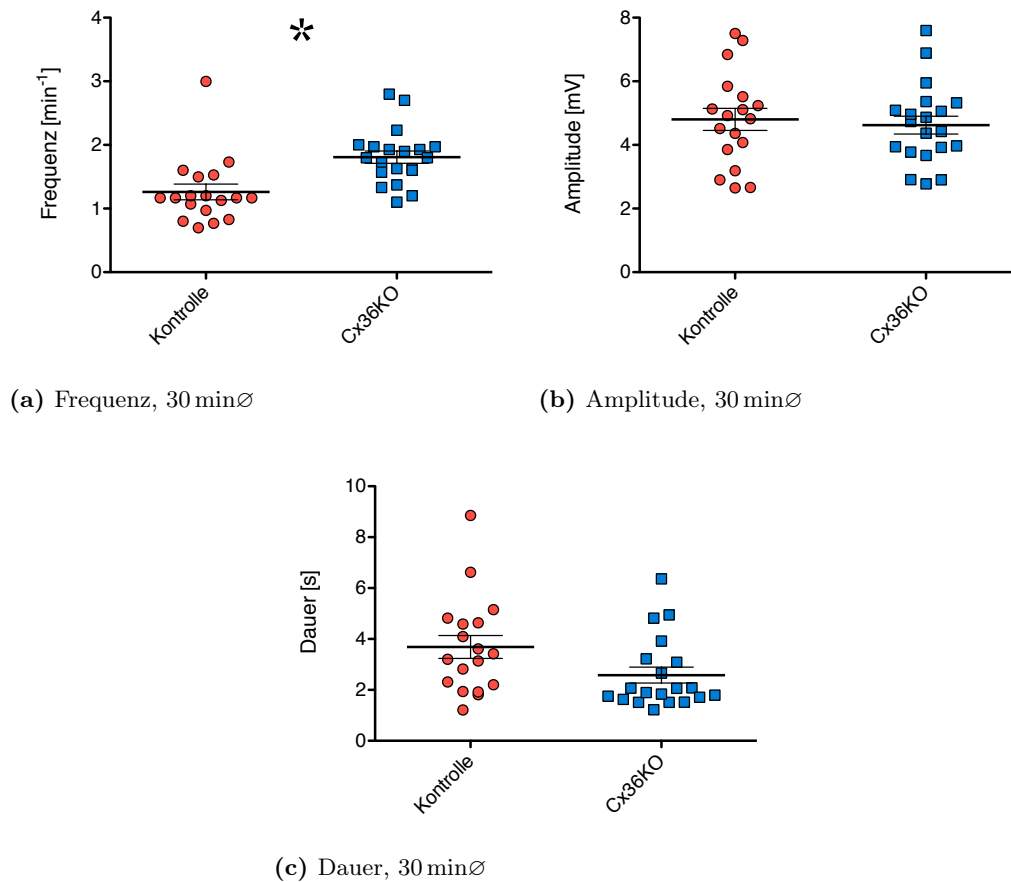 4
3
2
1
0
Frequenz [min⁻¹]
*
Kontrolle
Cx36KO
(a) Frequenz, 30 min∅
8
6
4
2
0
Amplitude [mV]
Kontrolle
Cx36KO
(b) Amplitude, 30 min∅
10
8
6
4
2
0
Dauer [s]
Kontrolle
Cx36KO
(c) Dauer, 30 min∅